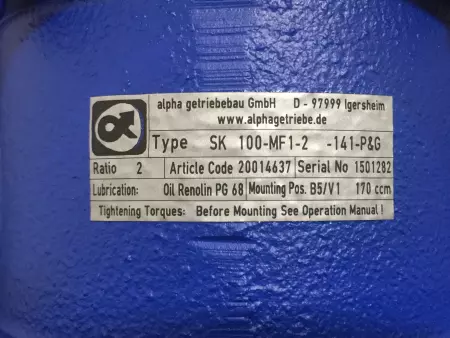 alpha getriebebau GmbH D - 97999 Igersheim
www.alphagetriebe.de
Type SK 100-MF1-2 -141-P&G
Ratio 2 Article Code 20014637 Serial No 1501282
Lubrication: Oil Renolin PG 68 Mounting Pos. B5/V1 170 ccm
Tightening Torques: Before Mounting See Operation Manual !